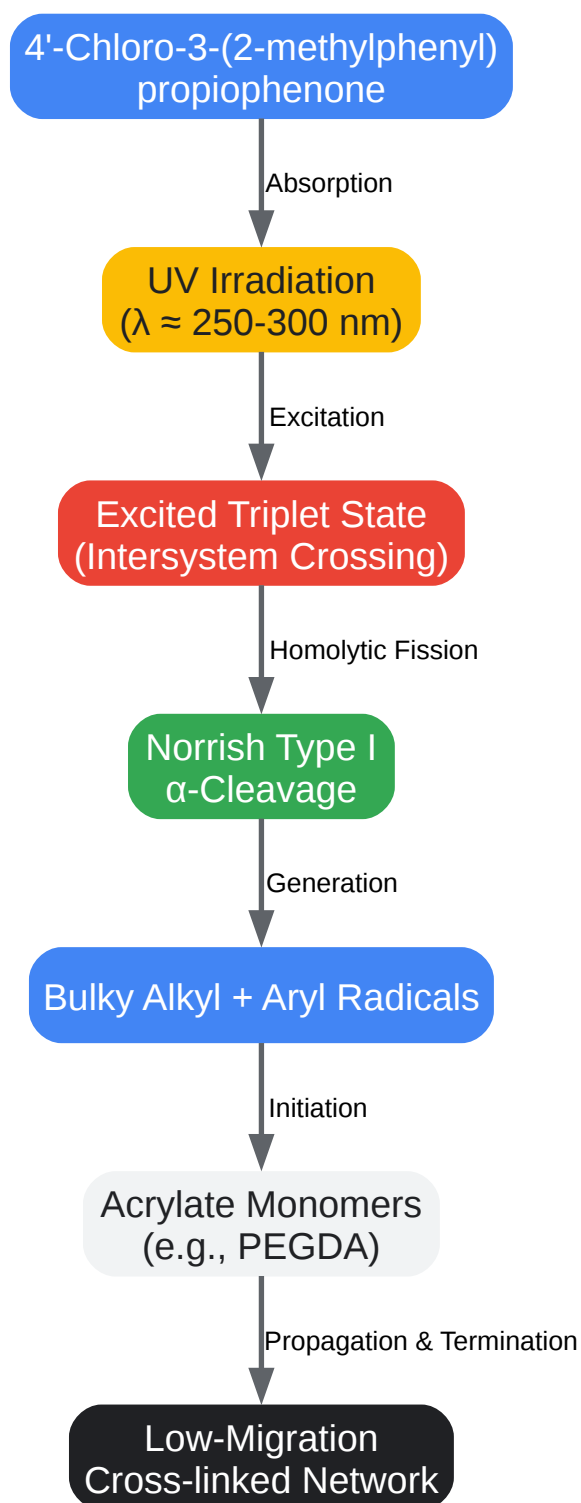 4'-Chloro-3-(2-methylphenyl)
propiophenone
Absorption
UV Irradiation
(λ ≈ 250-300 nm)
Excitation
Excited Triplet State
(Intersystem Crossing)
Homolytic Fission
Norrish Type I
α-Cleavage
Generation
Bulky Alkyl + Aryl Radicals
Initiation
Acrylate Monomers
(e.g., PEGDA)
Propagation & Termination
Low-Migration
Cross-linked Network